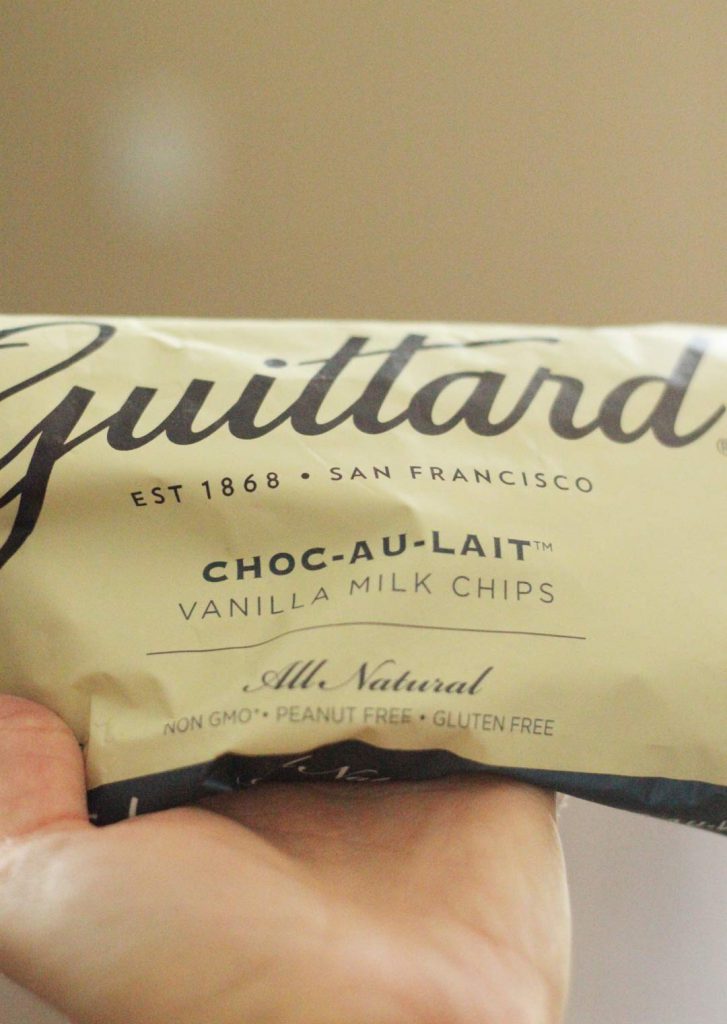 Guittard®
EST 1868 • SAN FRANCISCO
CHOC-AU-LAIT™
VANILLA MILK CHIPS
All Natural
NON GMO* • PEANUT FREE • GLUTEN FREE